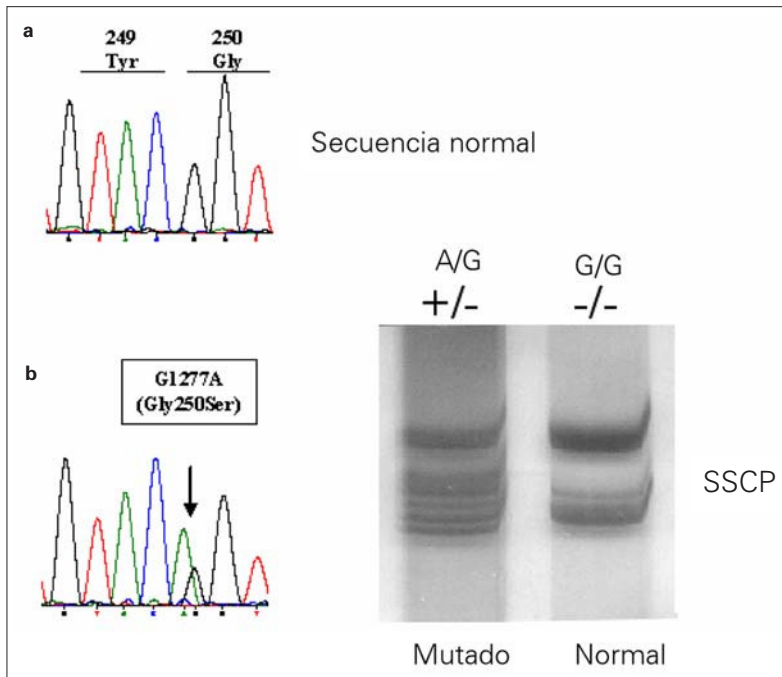 a
249 250
Tyr Gly
Secuencia normal
b
G1277A
(Gly250Ser)
A/G G/G
+/- -/-
SSCP
Mutado Normal